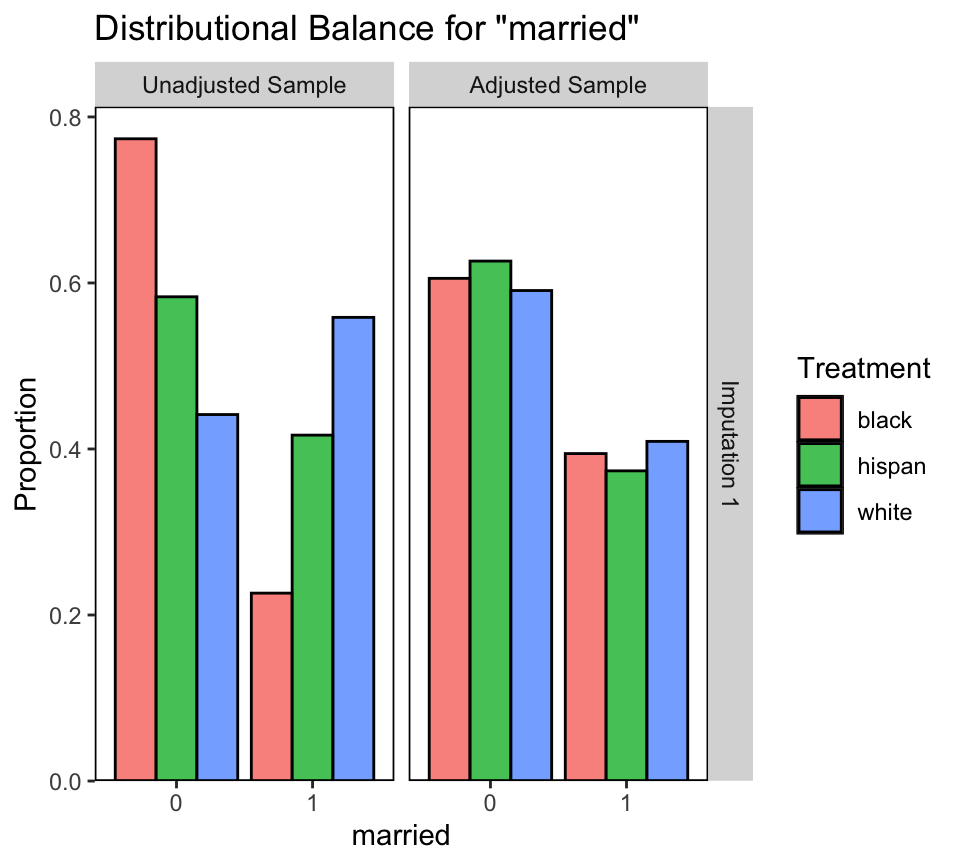 Distributional Balance for "married"
Unadjusted Sample
Adjusted Sample
0.8
0.6
0.4
0.2
0.0
Proportion
0
1
0
1
married
Imputation 1
Treatment
black
hispan
white